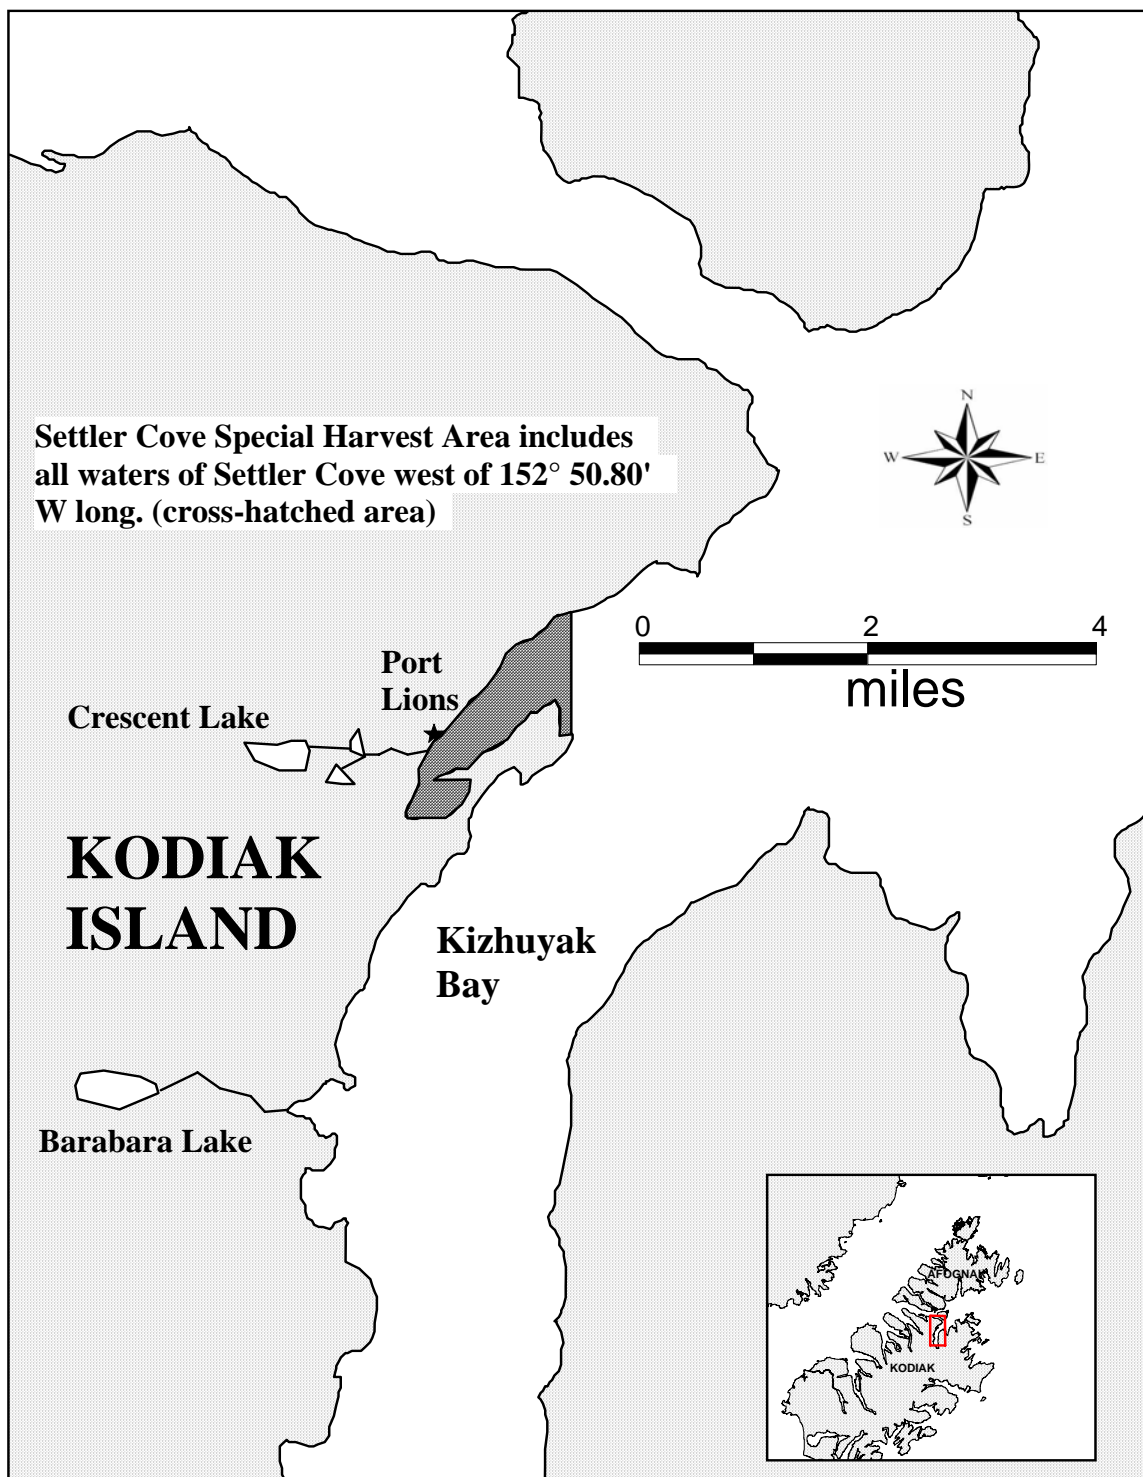 Settler Cove Special Harvest Area includes
all waters of Settler Cove west of 152° 50.80'
W long. (cross-hatched area)
N
W
E
S
0 2 4
miles
Port
Lions
Crescent Lake
KODIAK
ISLAND
Kizhuyak
Bay
Barabara Lake
AFOGNAK
KODIAK